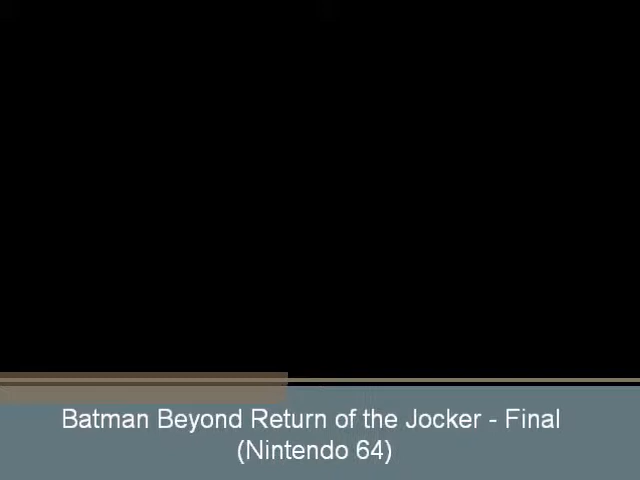 Batman Beyond Return of the Jocker - Final
(Nintendo 64)